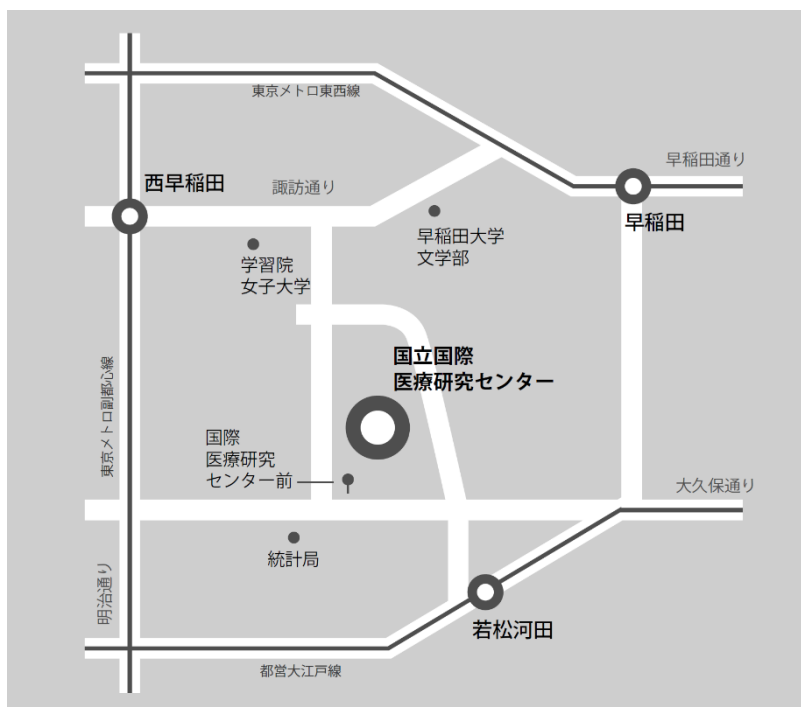 東京メトロ東西線
早稲田通り
西早稲田
諏訪通り
早稲田
早稲田大学
文学部
学習院
女子大学
国立国際
医療研究センター
東京メトロ副都心線
国際
医療研究
センター前
大久保通り
統計局
明治通り
若松河田
都営大江戸線